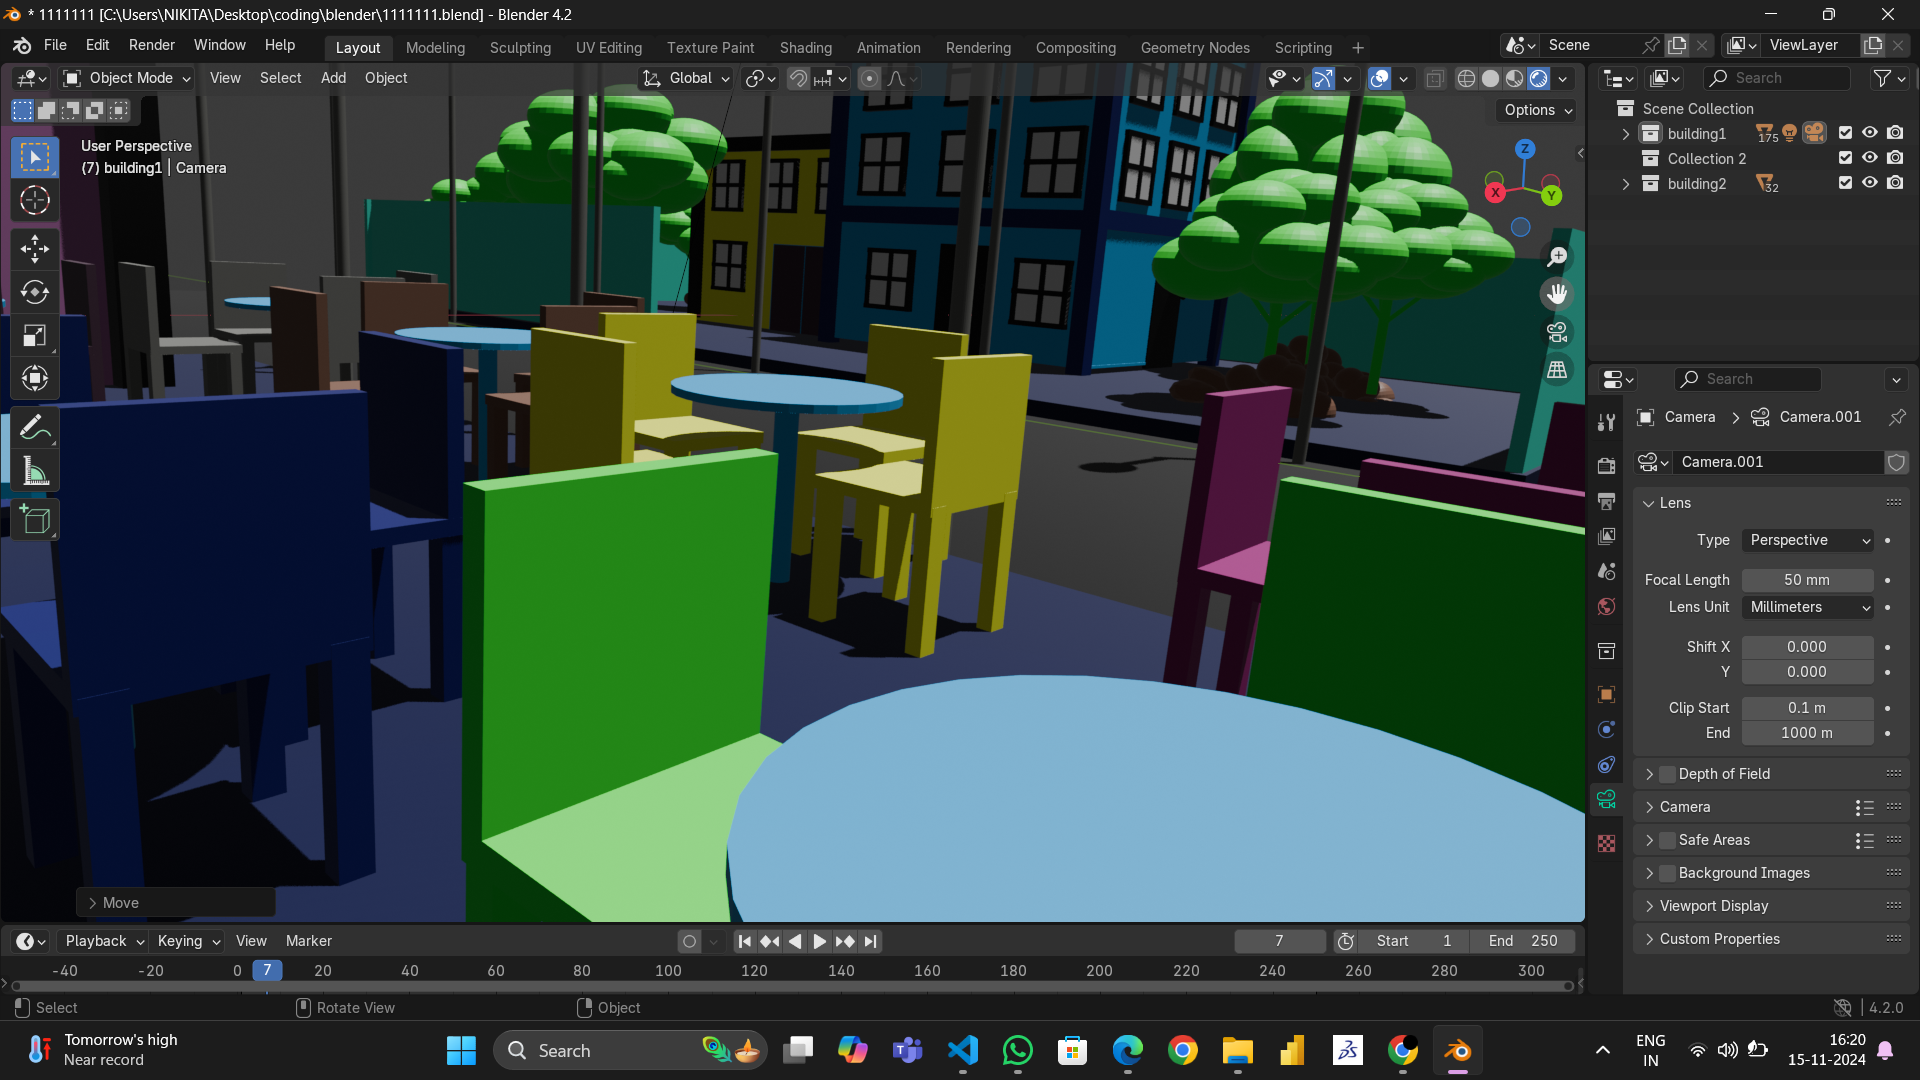 * 1111111 [C:\Users\NIKITA\Desktop\coding\blender\1111111.blend] - Blender 4.2
File Edit Render Window Help
Layout Modeling Sculpting UV Editing Texture Paint Shading Animation Rendering Compositing Geometry Nodes Scripting +
Scene
ViewLayer
Object Mode View Select Add Object
Global
Search
Options
User Perspective
(7) building1 | Camera
Z
X
Y
Scene Collection
building1 175
Collection 2
building2 32
Search
Camera > Camera.001
Camera.001
Lens
Type Perspective
Focal Length 50 mm
Lens Unit Millimeters
Shift X 0.000
Y 0.000
Clip Start 0.1 m
End 1000 m
Depth of Field
Camera
Safe Areas
Background Images
Viewport Display
Custom Properties
Move
Playback Keying View Marker
7 Start 1 End 250
-40 -20 0 7 20 40 60 80 100 120 140 160 180 200 220 240 260 280 300
Select Rotate View Object
4.2.0
Tomorrow's high
Near record
Search
ENG
IN
16:20
15-11-2024